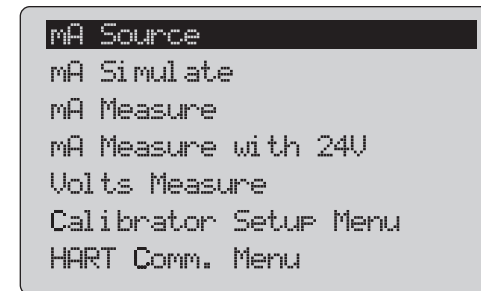 mA Source
mA Simulate
mA Measure
mA Measure with 24V
Volts Measure
Calibrator Setup Menu
HART Comm. Menu